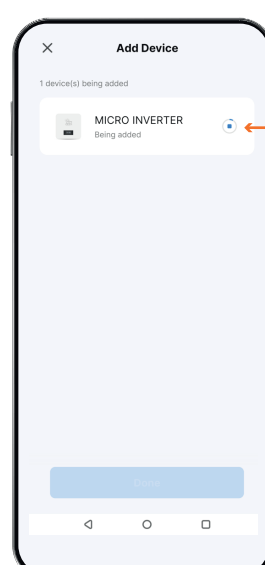 Add Device
1 device(s) being added
MICRO INVERTER
Being added
Done